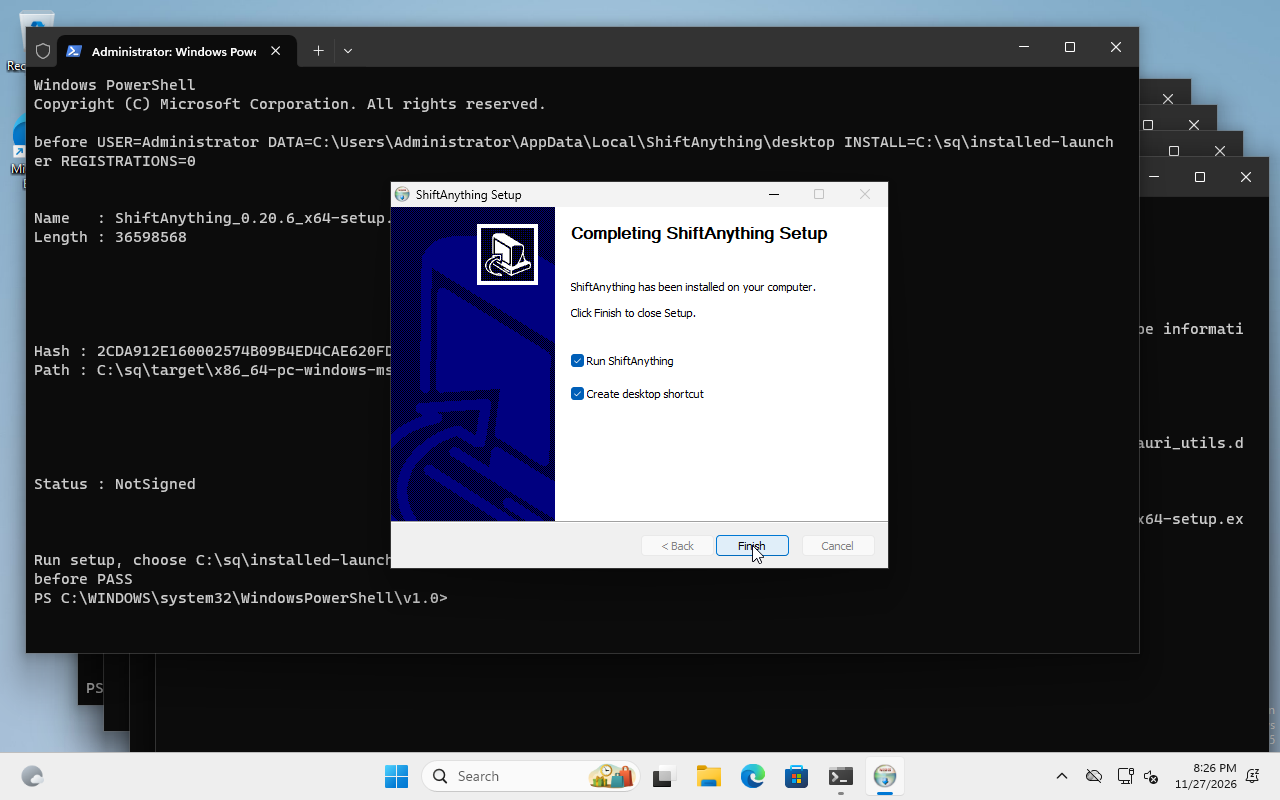 Administrator: Windows Powe
Windows PowerShell
Copyright (C) Microsoft Corporation. All rights reserved.
before USER=Administrator DATA=C:\Users\Administrator\AppData\Local\ShiftAnything\desktop INSTALL=C:\sq\installed-launch
er REGISTRATIONS=0
Name   : ShiftAnything_0.20.6_x64-setup.
Length : 36598568
Hash : 2CDA912E160002574B09B4ED4CAE620FD
Path : C:\sq\target\x86_64-pc-windows-ms
Status : NotSigned
Run setup, choose C:\sq\installed-launch
before PASS
PS C:\WINDOWS\system32\WindowsPowerShell\v1.0>
ShiftAnything Setup
Completing ShiftAnything Setup
ShiftAnything has been installed on your computer.
Click Finish to close Setup.
Run ShiftAnything
Create desktop shortcut
< Back
Finish
Cancel
be informati
auri_utils.d
x64-setup.ex
PS
Rec
Mi
Search
8:26 PM
11/27/2026